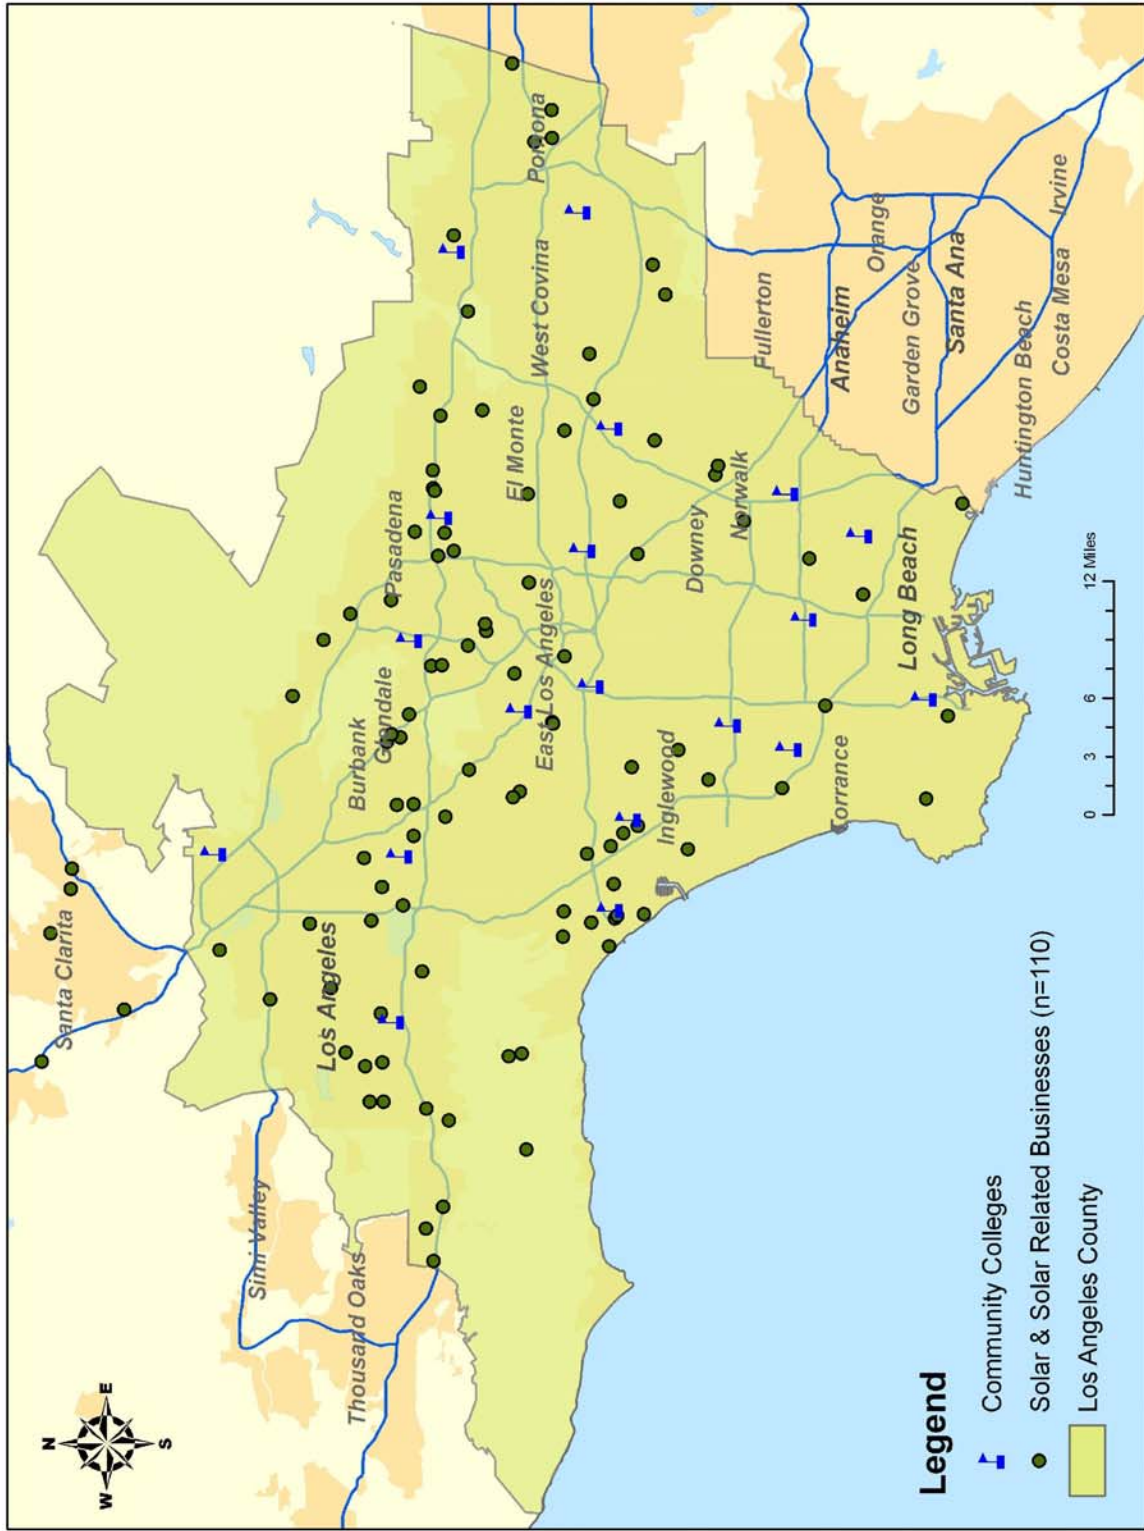 N
W
E
S
Santa Clarita
Simi Valley
Thousand Oaks
Los Angeles
Burbank
Glendale
Pasadena
El Monte
West Covina
Pomona
East Los Angeles
Inglewood
Downey
Norwalk
Torrance
Long Beach
Fullerton
Anaheim
Orange
Garden Grove
Santa Ana
Huntington Beach
Costa Mesa
Irvine
Legend
Community Colleges
Solar & Solar Related Businesses (n=110)
Los Angeles County
0 3 6 12 Miles